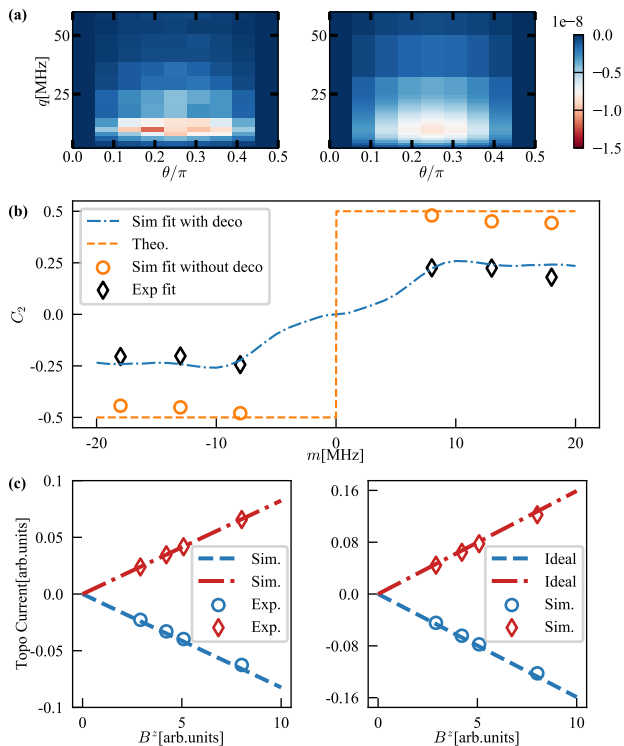 (a)
q[MHz]
50
25
0.0
0.1
0.2
0.3
0.4
0.5
θ/π
50
25
0.0
0.1
0.2
0.3
0.4
0.5
θ/π
1e−8
0.0
−0.5
−1.0
−1.5
(b)
C₂
0.5
0.25
0.0
-0.25
-0.5
Sim fit with deco
Theo.
Sim fit without deco
Exp fit
-20
-10
0
10
20
m[MHz]
(c)
Topo Current[arb.units]
0.1
0.05
0.0
-0.05
-0.1
Sim.
Sim.
Exp.
Exp.
0
5
10
Bᶻ[arb.units]
0.16
0.08
0.0
-0.08
-0.16
Ideal
Ideal
Sim.
Sim.
0
5
10
Bᶻ[arb.units]